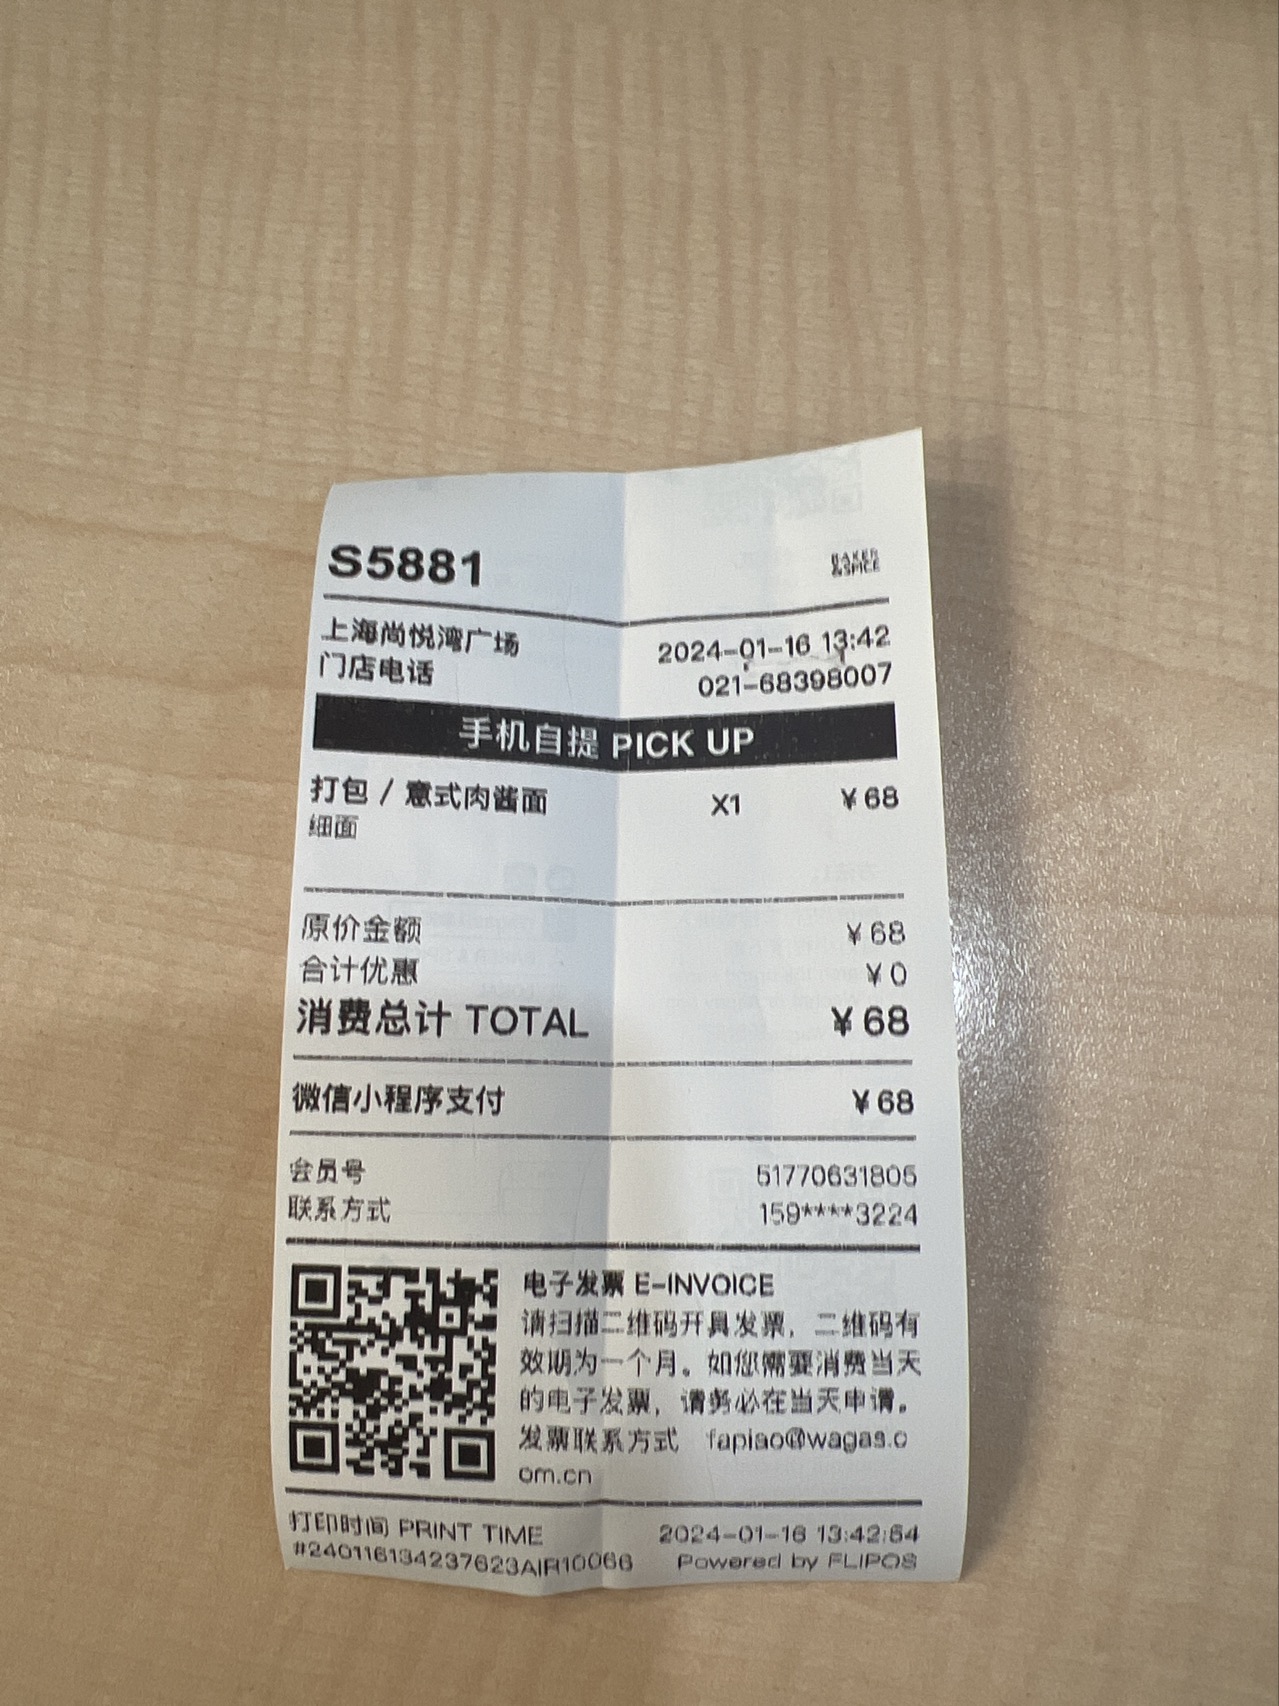 S5881
BAKER
&SPICE
上海尚悦湾广场 2024-01-16 13:42
门店电话 021-68398007
手机自提 PICK UP
打包 / 意式肉酱面 X1 ¥68
细面
原价金额 ¥68
合计优惠 ¥0
消费总计 TOTAL ¥68
微信小程序支付 ¥68
会员号 51770631805
联系方式 159****3224
电子发票 E-INVOICE
请扫描二维码开具发票，二维码有
效期为一个月。如您需要消费当天
的电子发票，请务必在当天申请。
发票联系方式 fapiao@wagas.c
om.cn
打印时间 PRINT TIME 2024-01-16 13:42:54
#240116134237623AIR10066 Powered by FLIPOS